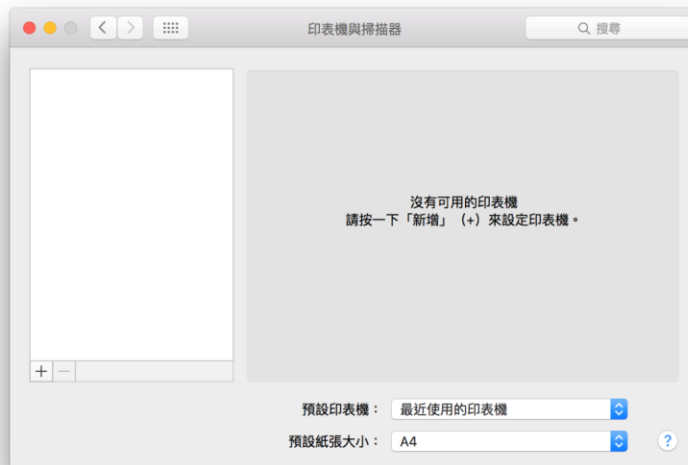 印表機與掃描器
搜尋
沒有可用的印表機
請按一下「新增」（+）來設定印表機。
預設印表機：
最近使用的印表機
預設紙張大小：
A4
?